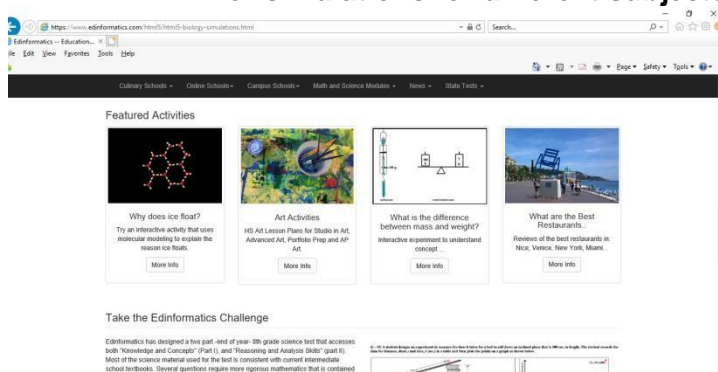 https://www.edinformatics.com/html5/html5-biology-simulations.html
Search...
Edinformatics -- Education...
Edit View Favorites Tools Help
Page Safety Tools
Culinary Schools Online Schools Campus Schools Math and Science Modules News State Tests
Featured Activities
Why does ice float?
Try an interactive activity that uses
molecular modeling to explain the
reason ice floats.
More Info
Art Activities
HS Art Lesson Plans for Studio in Art,
Advanced Art, Portfolio Prep and AP
Art.
More Info
What is the difference
between mass and weight?
Interactive experiment to understand
concept ...
More Info
What are the Best
Restaurants..
Reviews of the best restaurants in:
Nice, Venice, New York, Miami...
More Info
Take the Edinformatics Challenge
Edinformatics has designed a two part -end of year- 8th grade science test that accesses
both "Knowledge and Concepts" (Part I), and "Reasoning and Analysis Skills" (part II).
Most of the science material used for the test is consistent with current intermediate
school textbooks. Several questions require more rigorous mathematics that is contained